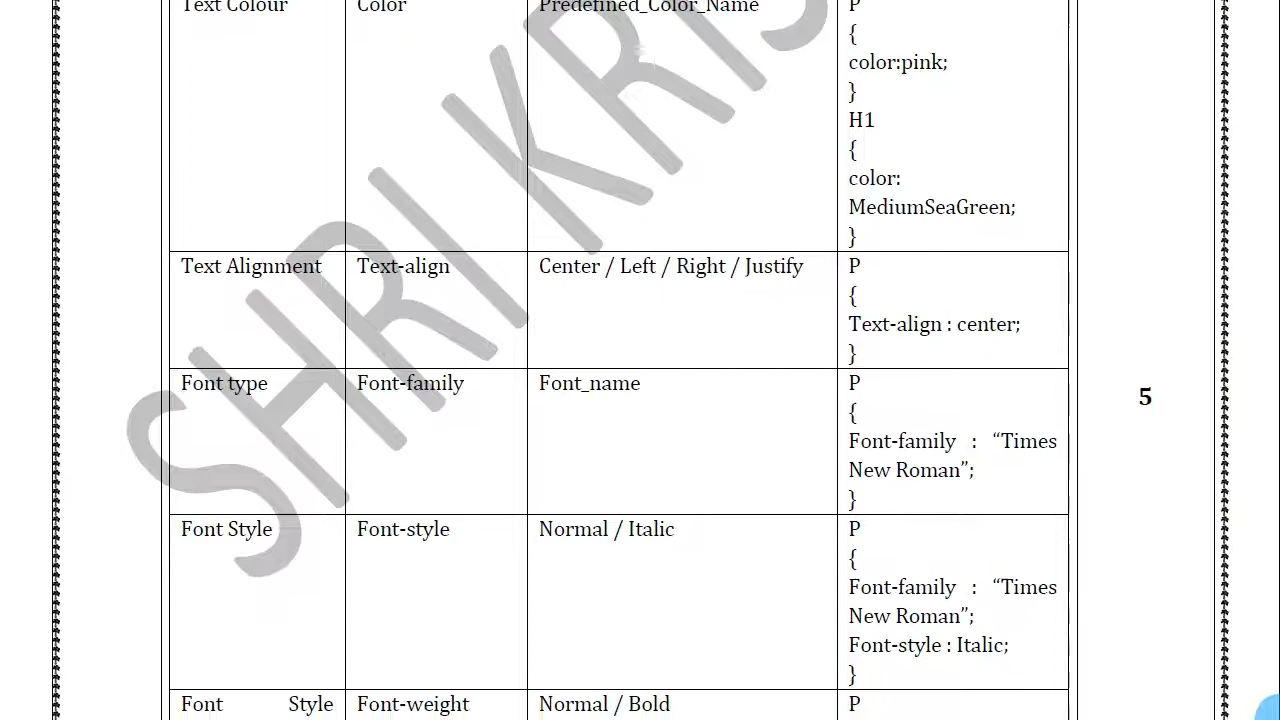 Text Colour Color Predefined_Color_Name P
{
color:pink;
}
H1
{
color:
MediumSeaGreen;
}
Text Alignment Text-align Center / Left / Right / Justify P
{
Text-align : center;
}
Font type Font-family Font_name P
{
Font-family : “Times
New Roman”;
}
Font Style Font-style Normal / Italic P
{
Font-family : “Times
New Roman”;
Font-style : Italic;
}
Font Style Font-weight Normal / Bold P
5
SHRI KRIS